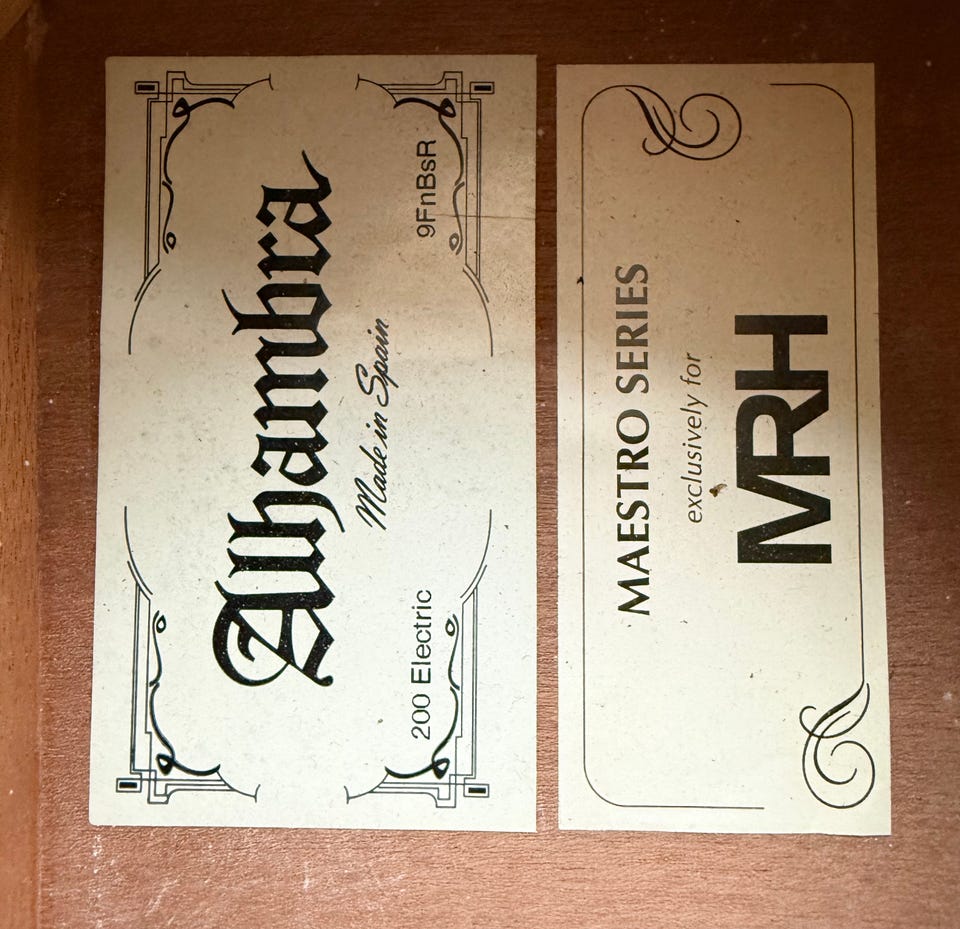 Alhambra
Made in Spain
200 Electric 9FnBsR
MAESTRO SERIES
exclusively for
MRH